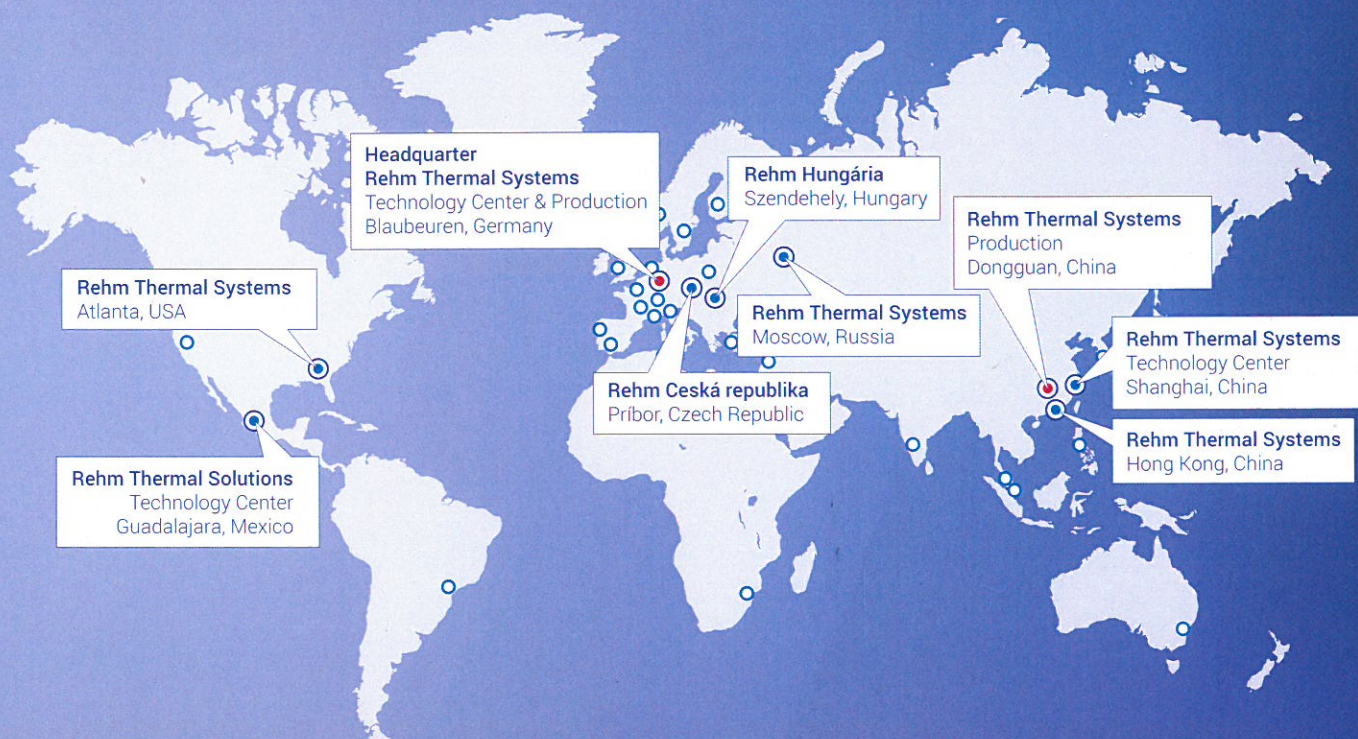 Headquarter
Rehm Thermal Systems
Technology Center & Production
Blaubeuren, Germany
Rehm Hungária
Szendehely, Hungary
Rehm Thermal Systems
Production
Dongguan, China
Rehm Thermal Systems
Atlanta, USA
Rehm Thermal Systems
Moscow, Russia
Rehm Thermal Systems
Technology Center
Shanghai, China
Rehm Ceská republika
Príbor, Czech Republic
Rehm Thermal Systems
Hong Kong, China
Rehm Thermal Solutions
Technology Center
Guadalajara, Mexico